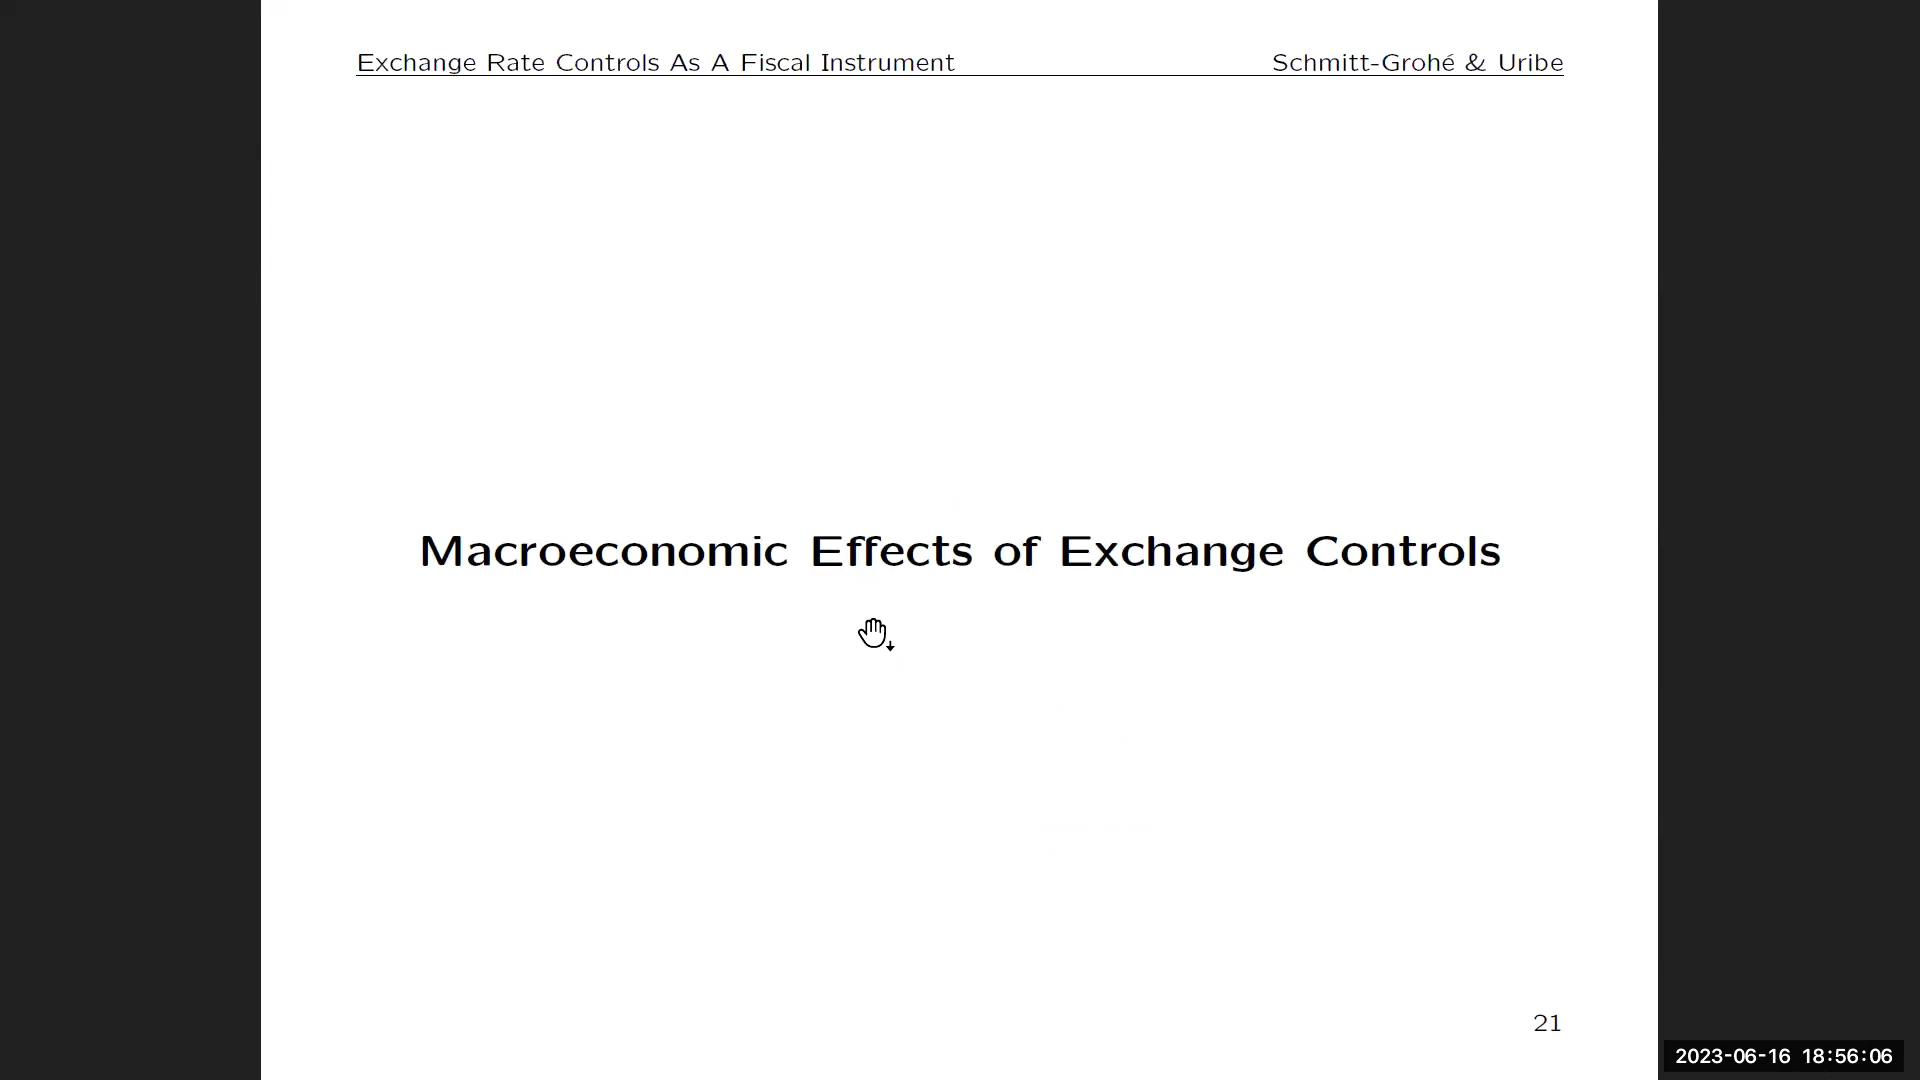 Exchange Rate Controls As A Fiscal Instrument Schmitt-Grohé & Uribe
Macroeconomic Effects of Exchange Controls
21
2023-06-16 18:56:06